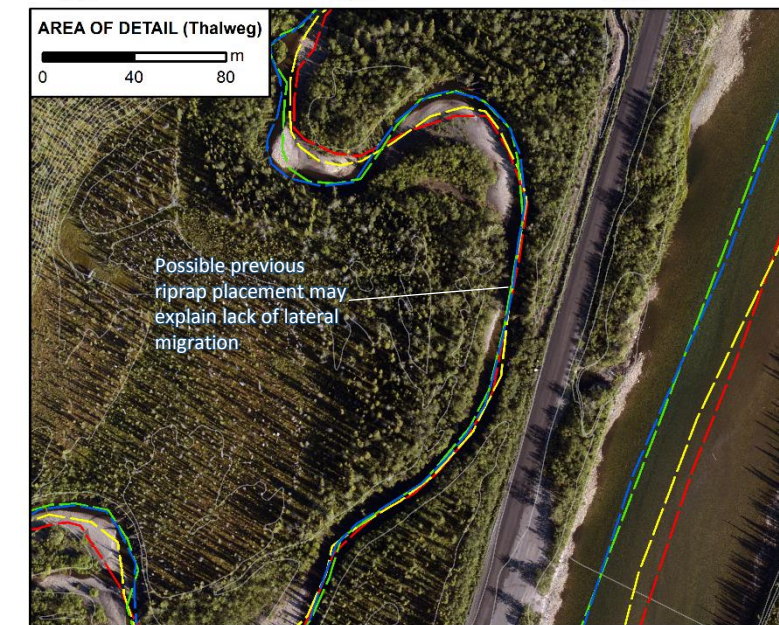 AREA OF DETAIL (Thalweg)
m
0 40 80
Possible previous
riprap placement may
explain lack of lateral
migration